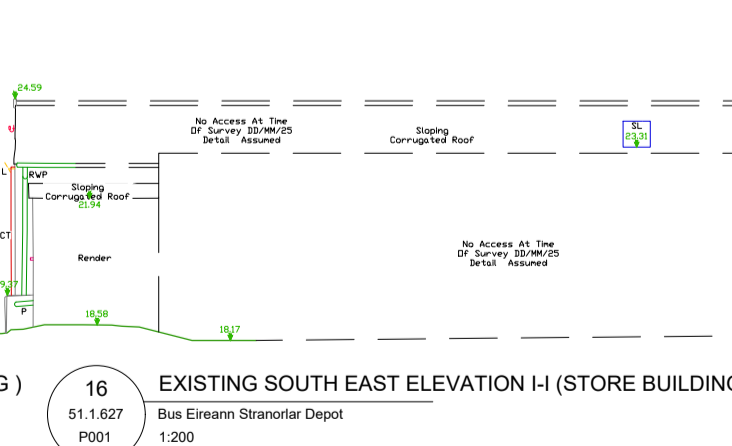 24.59
No Access At Time
Of Survey DD/MM/25
Detail Assumed
Sloping
Corrugated Roof
SL
23.31
L
RWP
Sloping
Corrugated Roof
21.94
CT
Render
No Access At Time
Of Survey DD/MM/25
Detail Assumed
9.37
P
18.58
18.17
G )
16
EXISTING SOUTH EAST ELEVATION I-I (STORE BUILDING
51.1.627
Bus Eireann Stranorlar Depot
P001
1:200